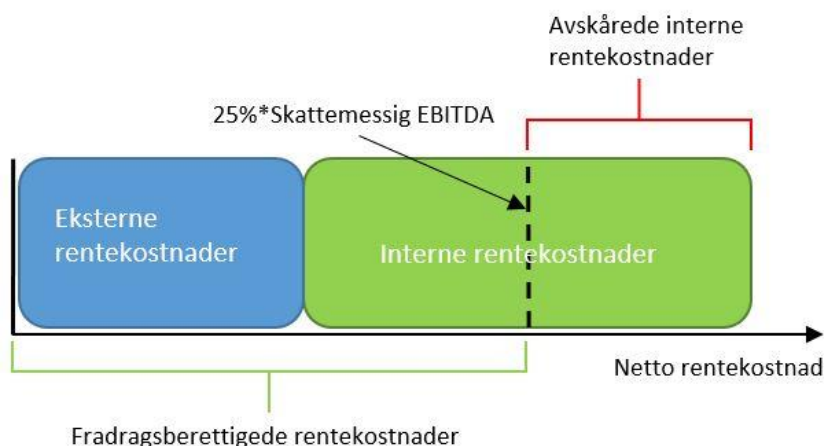 Avskårede interne
rentekostnader
25%*Skattemessig EBITDA
Eksterne
rentekostnader
Interne rentekostnader
Netto rentekostnad
Fradragsberettigede rentekostnader